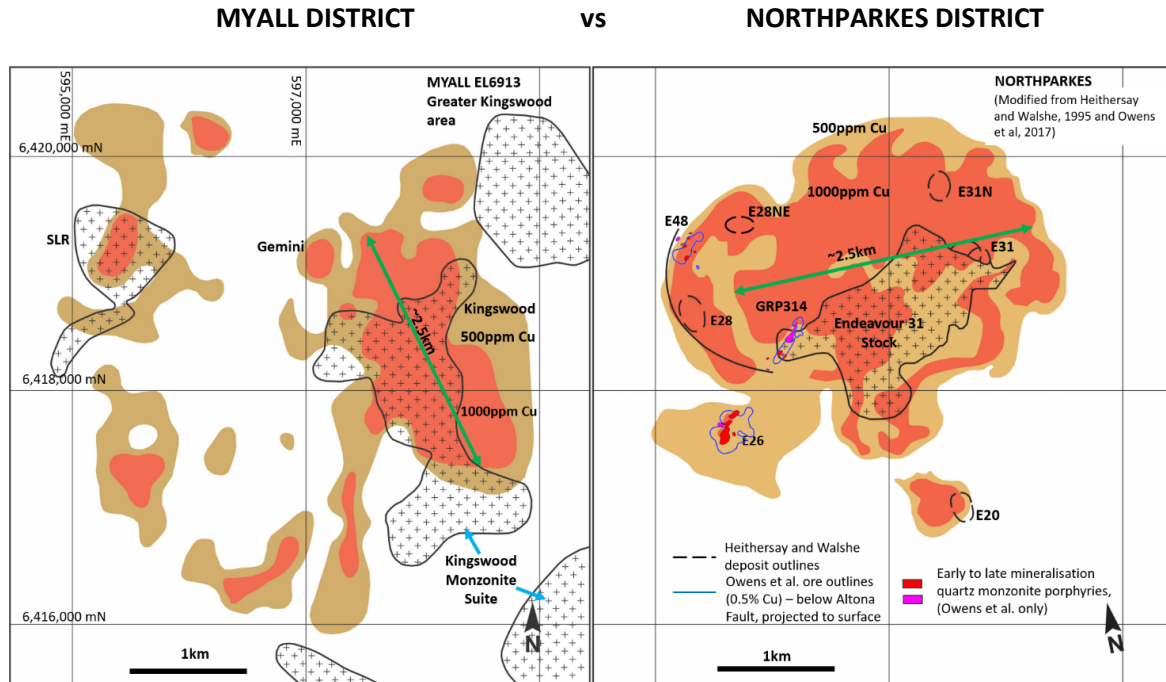 MYALL DISTRICT
vs
NORTHPARKES DISTRICT
595,000 mE
597,000 mE
MYALL EL6913
Greater Kingswood
area
6,420,000 mN
SLR
Gemini
Kingswood
500ppm Cu
~2.5km
6,418,000 mN
1000ppm Cu
Kingswood
Monzonite
Suite
6,416,000 mN
N
1km
NORTHPARKES
(Modified from Heithersay
and Walshe, 1995 and Owens
et al, 2017)
500ppm Cu
1000ppm Cu
E31N
E28NE
E48
E31
~2.5km
E28
GRP314
Endeavour 31
Stock
E26
E20
Heithersay and Walshe
deposit outlines
Owens et al. ore outlines
(0.5% Cu) – below Altona
Fault, projected to surface
Early to late mineralisation
quartz monzonite porphyries,
(Owens et al. only)
1km
N